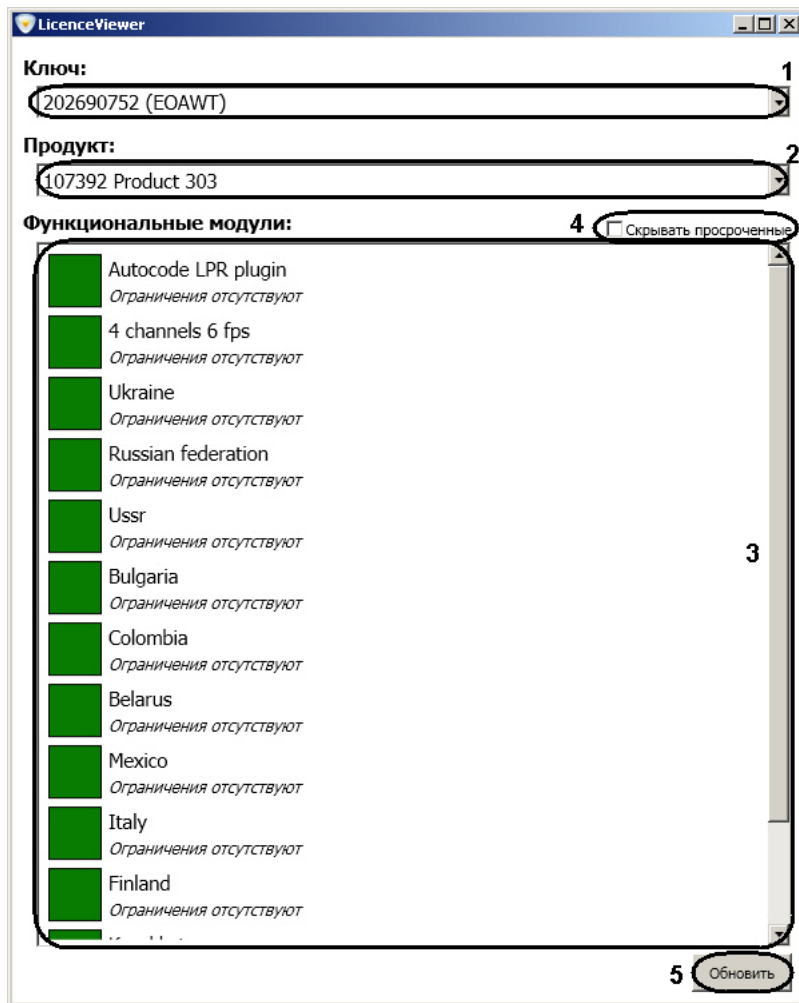 LicenceViewer
Ключ:
1
202690752 (EOAWT)
Продукт:
2
107392 Product 303
Функциональные модули:
4
Скрывать просроченные
Autocode LPR plugin
Ограничения отсутствуют
4 channels 6 fps
Ограничения отсутствуют
Ukraine
Ограничения отсутствуют
Russian federation
Ограничения отсутствуют
Ussr
Ограничения отсутствуют
3
Bulgaria
Ограничения отсутствуют
Colombia
Ограничения отсутствуют
Belarus
Ограничения отсутствуют
Mexico
Ограничения отсутствуют
Italy
Ограничения отсутствуют
Finland
Ограничения отсутствуют
5
Обновить